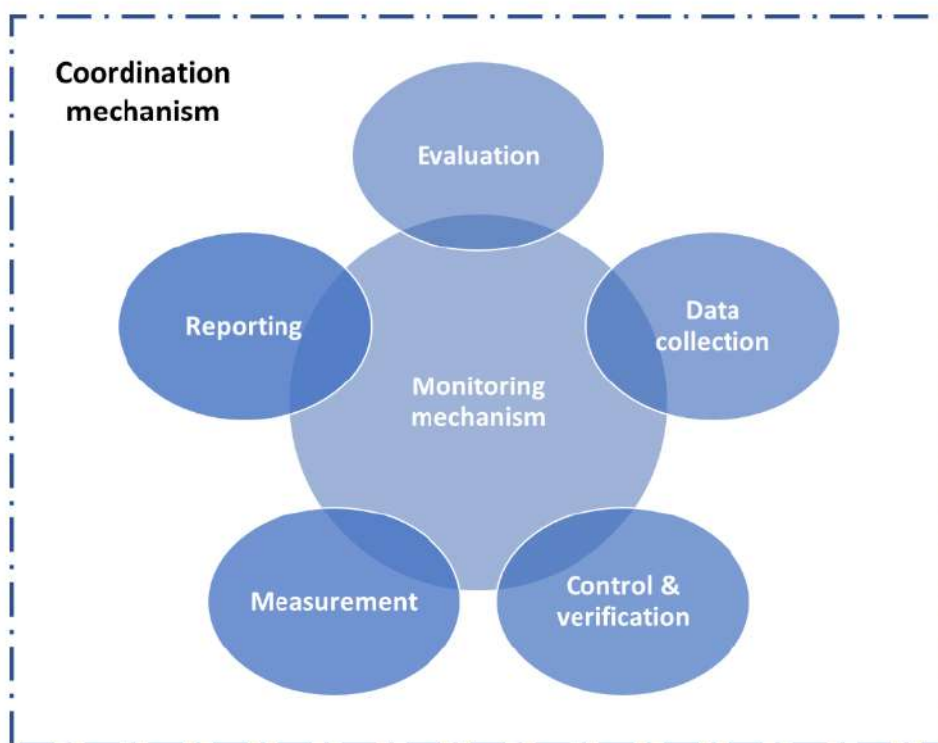 Coordination
mechanism
Evaluation
Reporting
Data
collection
Monitoring
mechanism
Measurement
Control &
verification